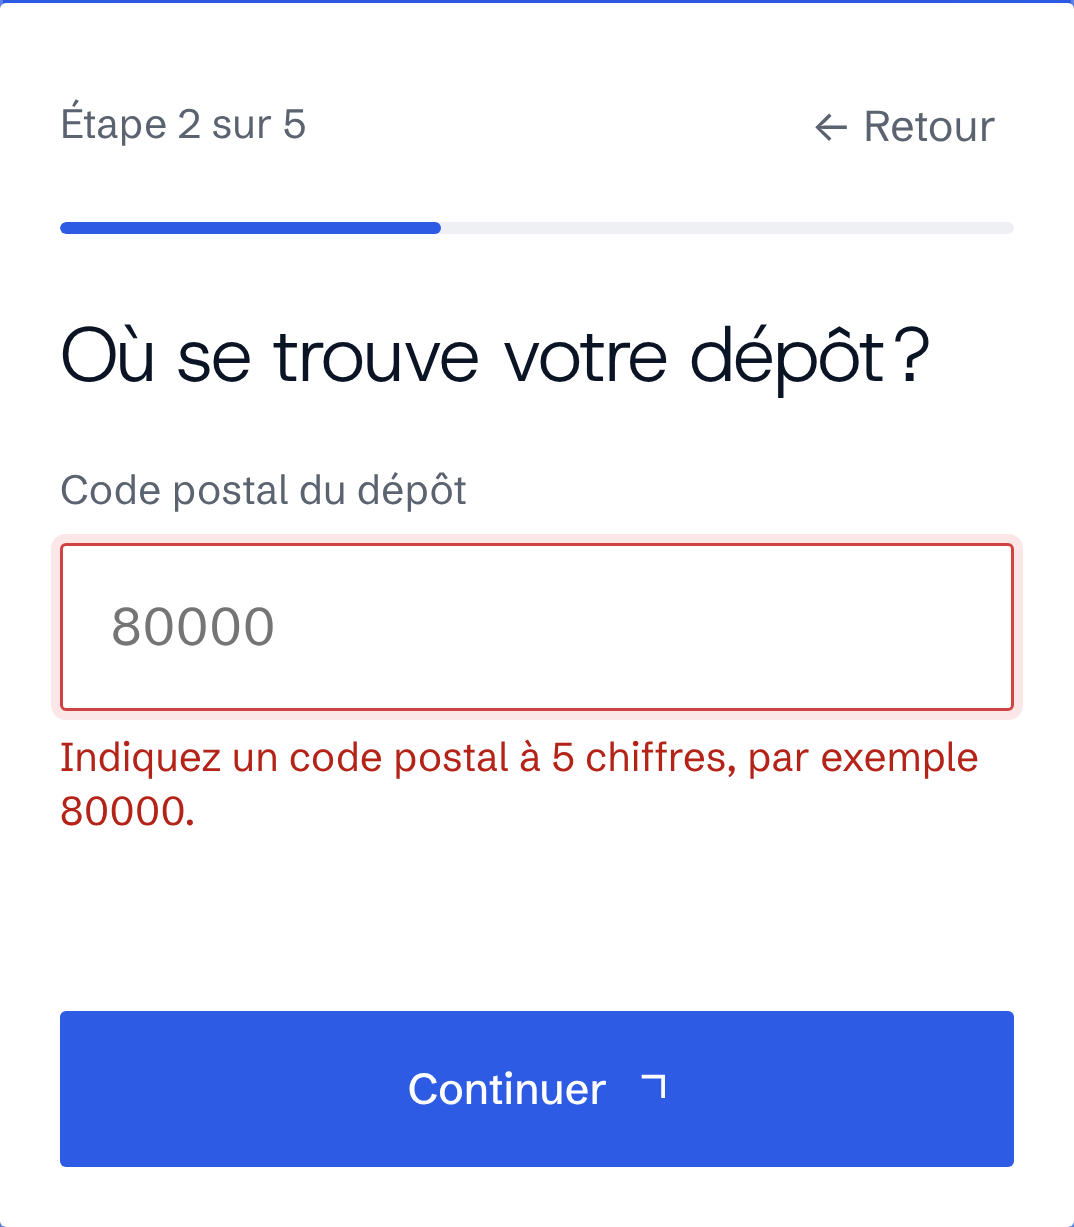 Étape 2 sur 5
← Retour
Où se trouve votre dépôt ?
Code postal du dépôt
80000
Indiquez un code postal à 5 chiffres, par exemple
80000.
Continuer